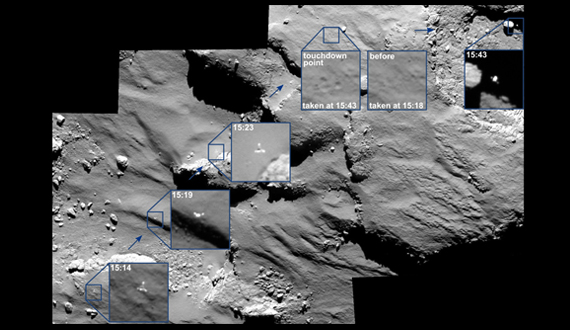 touchdown
point
taken at 15:43
before
taken at 15:18
15:43
15:23
15:19
15:14